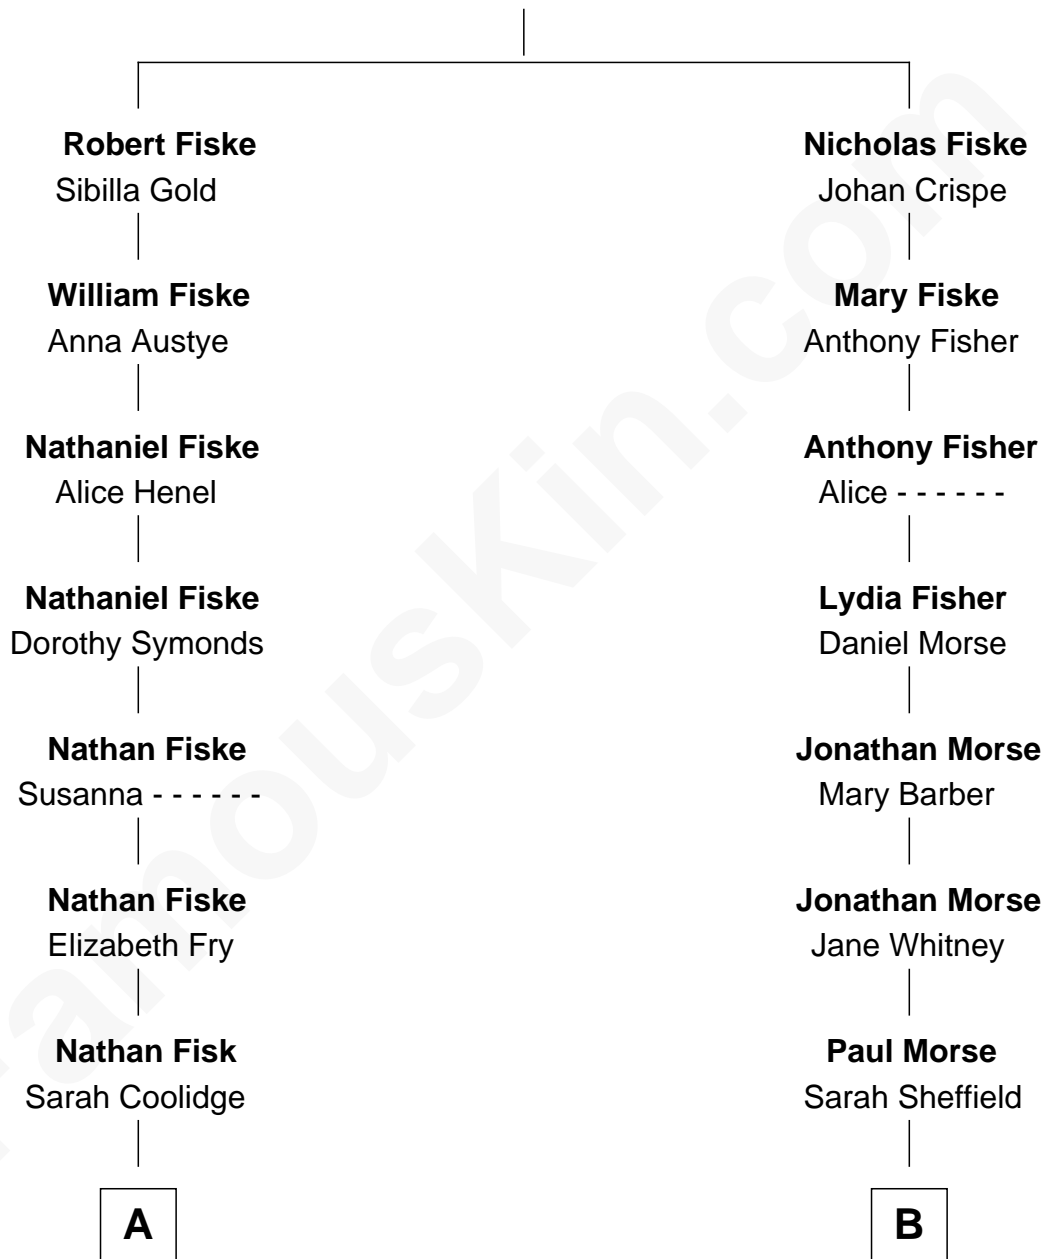 Robert Fiske
Sibilla Gold
William Fiske
Anna Austye
Nathaniel Fiske
Alice Henel
Nathaniel Fiske
Dorothy Symonds
Nathan Fiske
Susanna - - - - - -
Nathan Fiske
Elizabeth Fry
Nathan Fisk
Sarah Coolidge
A
Nicholas Fiske
Johan Crispe
Mary Fiske
Anthony Fisher
Anthony Fisher
Alice - - - - - -
Lydia Fisher
Daniel Morse
Jonathan Morse
Mary Barber
Jonathan Morse
Jane Whitney
Paul Morse
Sarah Sheffield
B
FamousKin.com